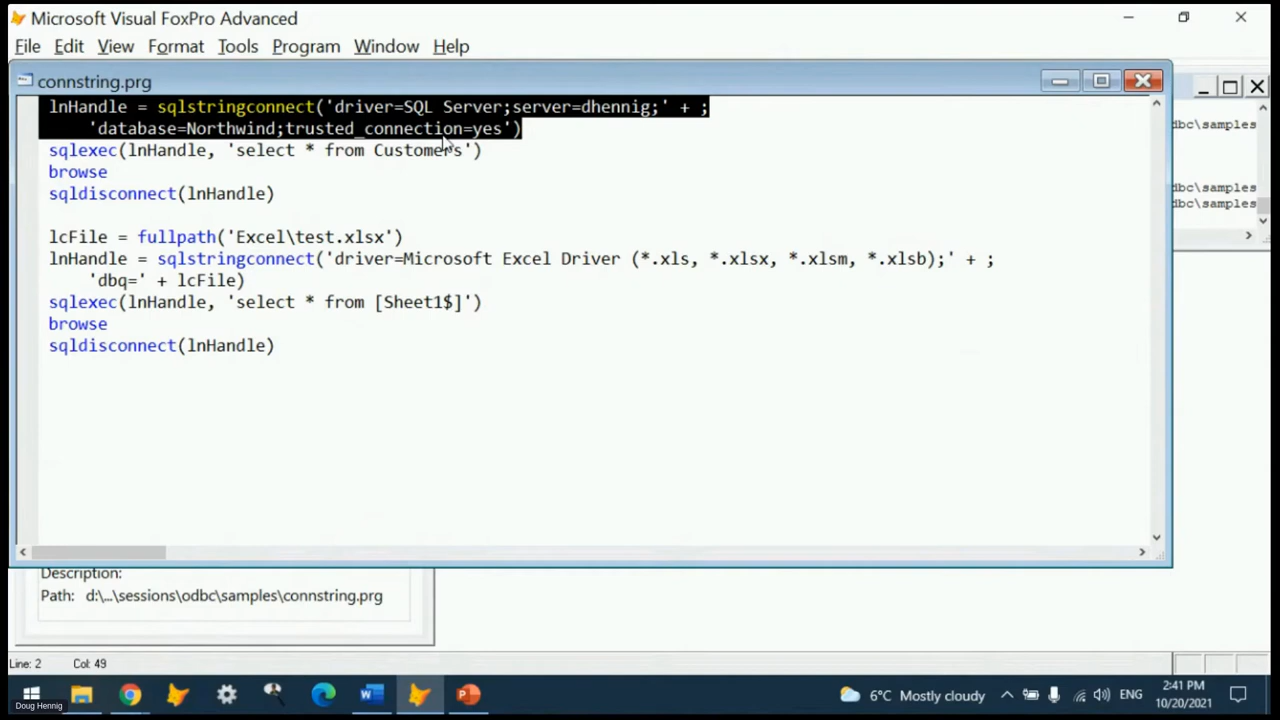 Microsoft Visual FoxPro Advanced
File Edit View Format Tools Program Window Help
connstring.prg
lnHandle = sqlstringconnect('driver=SQL Server;server=dhennig;' + ;
'database=Northwind;trusted_connection=yes')
sqlexec(lnHandle, 'select * from Customers')
browse
sqldisconnect(lnHandle)
lcFile = fullpath('Excel\test.xlsx')
lnHandle = sqlstringconnect('driver=Microsoft Excel Driver (*.xls, *.xlsx, *.xlsm, *.xlsb);' + ;
'dbq=' + lcFile)
sqlexec(lnHandle, 'select * from [Sheet1$]')
browse
sqldisconnect(lnHandle)
dbc\samples
dbc\samples
dbc\samples
Description:
Path: d:\...\sessions\odbc\samples\connstring.prg
Line: 2 Col: 49
Doug Hennig
6°C Mostly cloudy
ENG
2:41 PM
10/20/2021